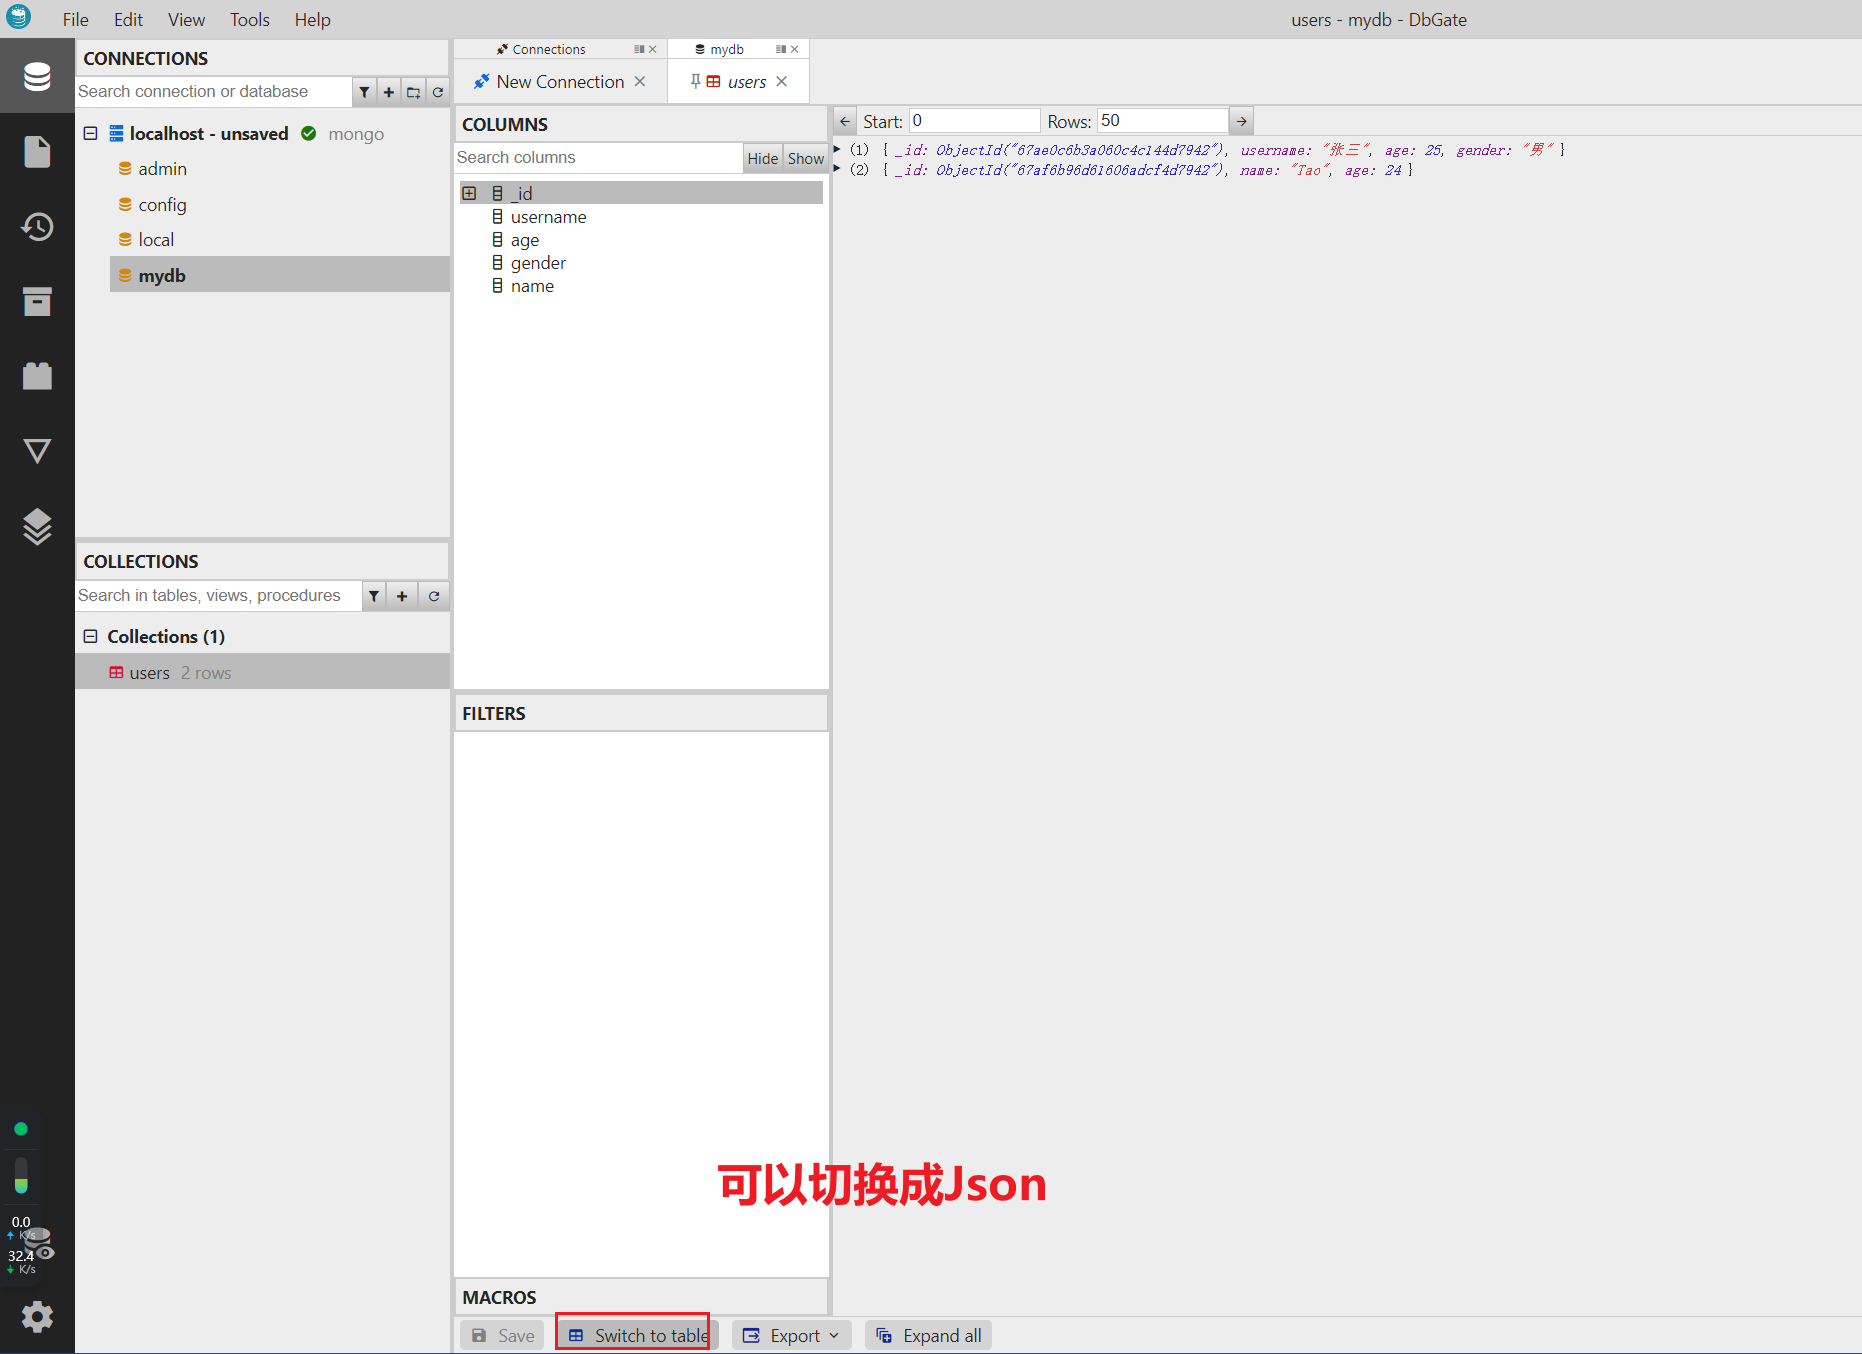 File Edit View Tools Help
users - mydb - DbGate
CONNECTIONS
Search connection or database
localhost - unsaved mongo
admin
config
local
mydb
COLLECTIONS
Search in tables, views, procedures
Collections (1)
users 2 rows
Connections
mydb
New Connection
users
COLUMNS
Search columns
Hide Show
_id
username
age
gender
name
FILTERS
MACROS
Start: 0 Rows: 50
(1) { _id: ObjectId("67ae0c6b3a060c4c144d7942"), username: "张三", age: 25, gender: "男" }
(2) { _id: ObjectId("67af6b96d61606adcf4d7942"), name: "Tao", age: 24 }
可以切换成Json
0.0
K/s
32.4
K/s
Save Switch to table Export Expand all